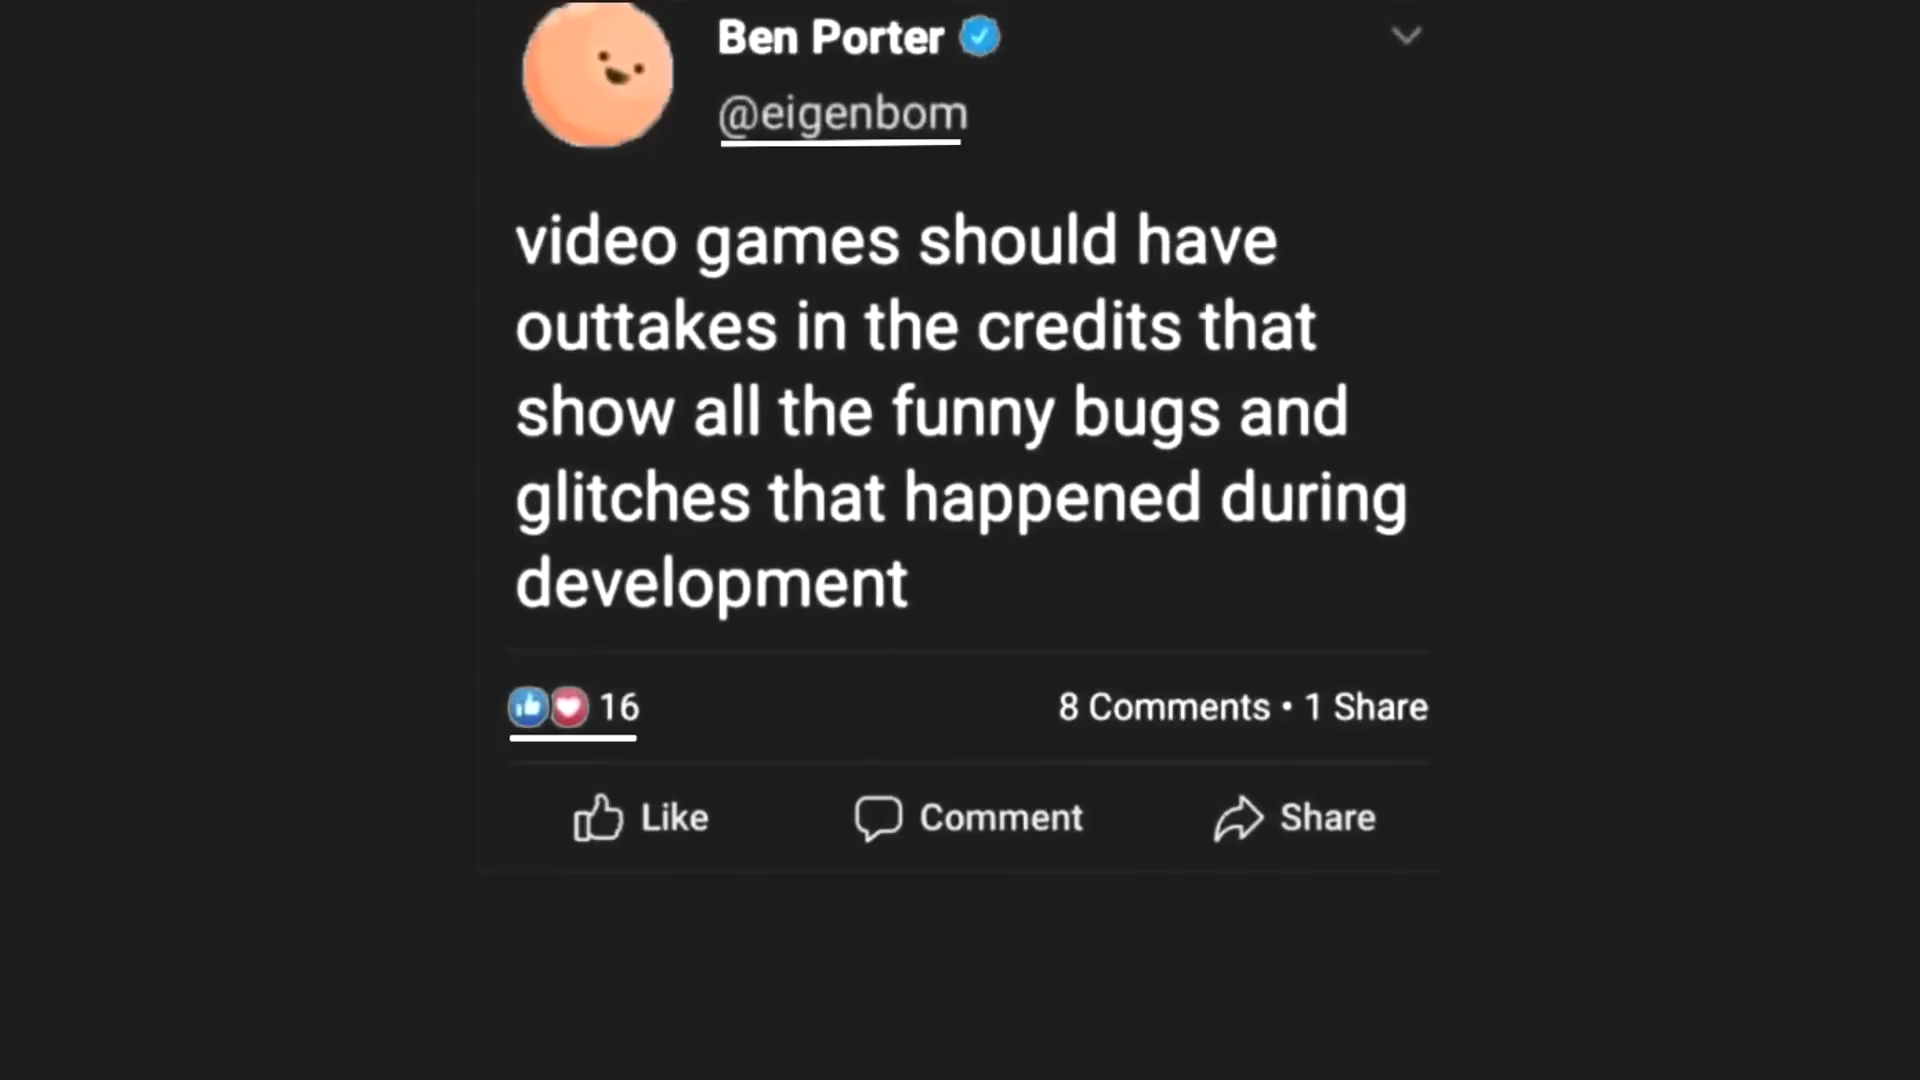 Ben Porter
@eigenbom
video games should have
outtakes in the credits that
show all the funny bugs and
glitches that happened during
development
16
8 Comments • 1 Share
Like
Comment
Share